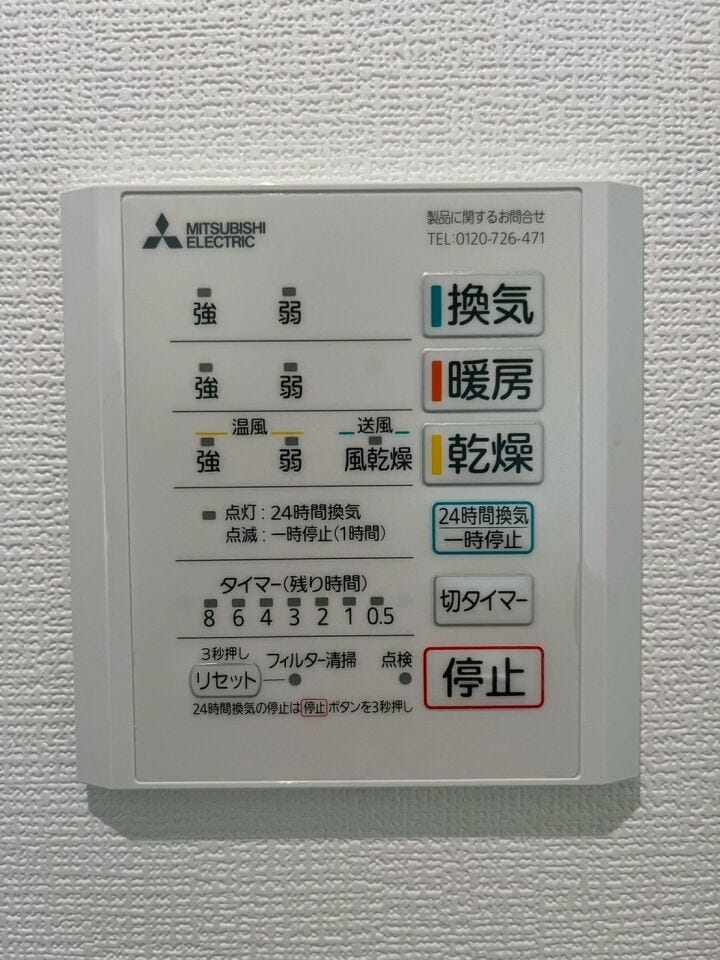 MITSUBISHI
ELECTRIC
製品に関するお問合せ
TEL:0120-726-471
強 弱 換気
強 弱 暖房
温風 送風
強 弱 風乾燥 乾燥
点灯：24時間換気
点滅：一時停止(1時間)
24時間換気
一時停止
タイマー(残り時間)
8 6 4 3 2 1 0.5
切タイマー
3秒押し
リセット フィルター清掃 点検
停止
24時間換気の停止は停止ボタンを3秒押し